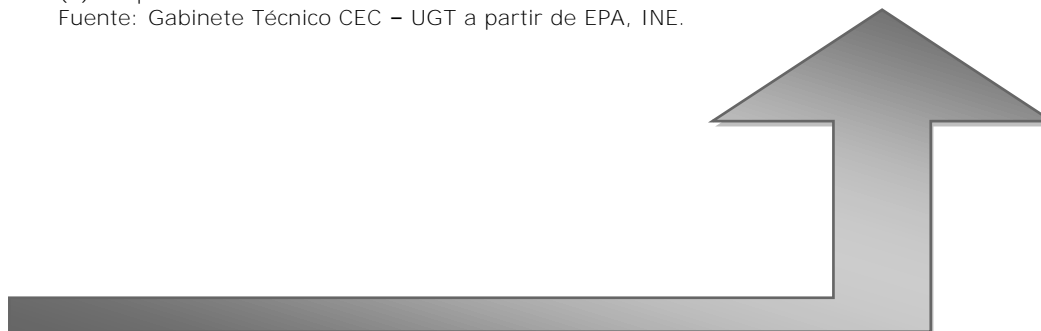 Fuente: Gabinete Técnico CEC – UGT a partir de EPA, INE.